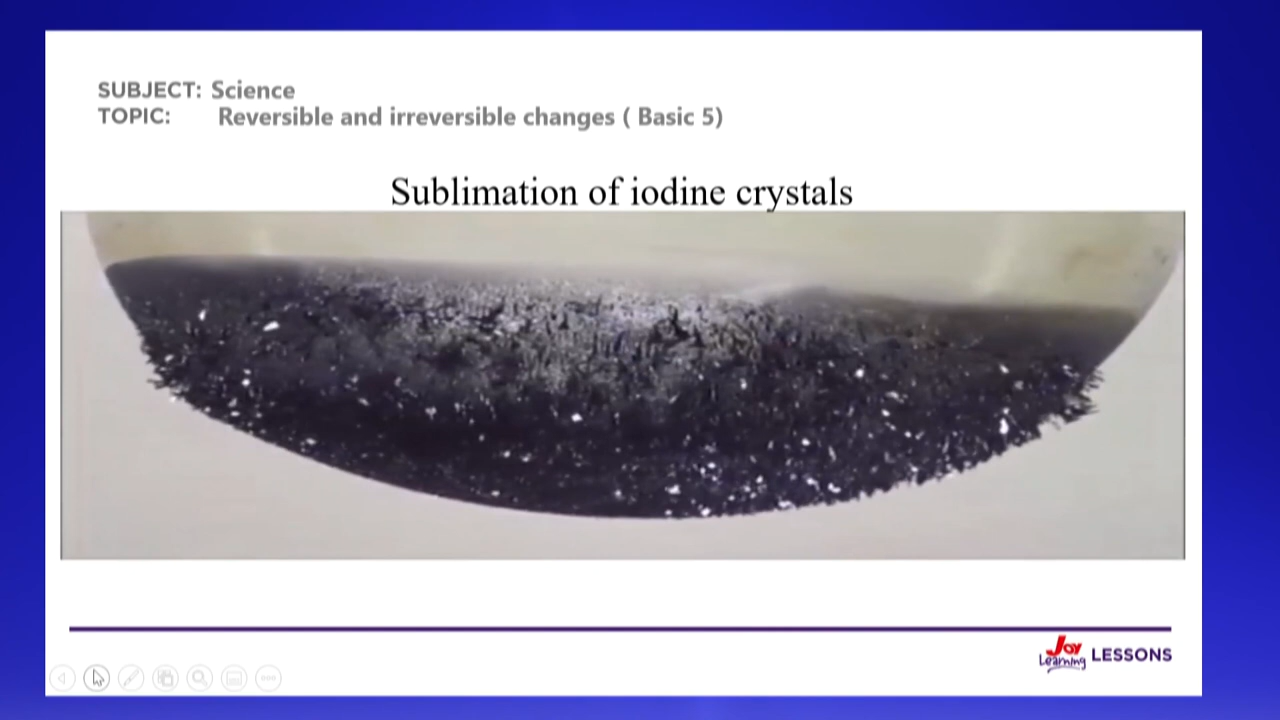 SUBJECT: Science
TOPIC: Reversible and irreversible changes ( Basic 5)
Sublimation of iodine crystals
Joy
Learning LESSONS